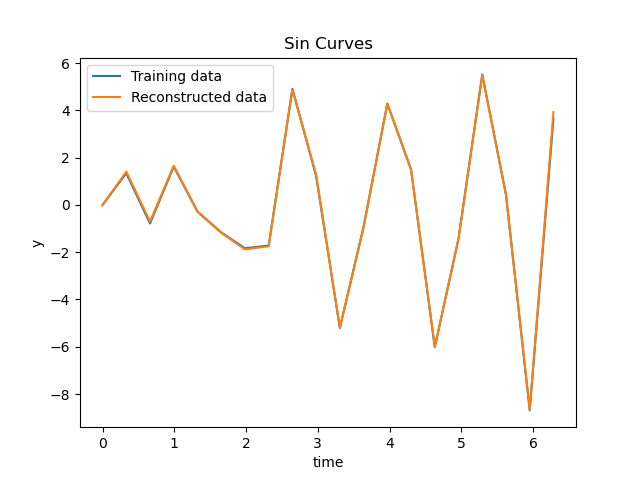 Sin Curves
Training data
Reconstructed data
6
4
2
0
−2
−4
−6
−8
y
0 1 2 3 4 5 6
time